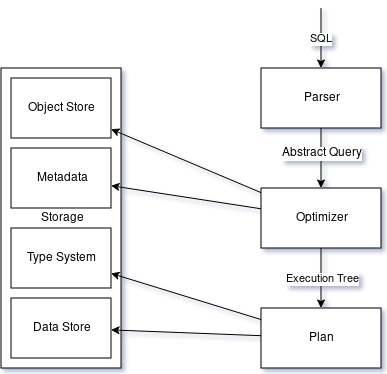 SQL
Object Store
Parser
Abstract Query
Metadata
Storage
Optimizer
Type System
Execution Tree
Data Store
Plan